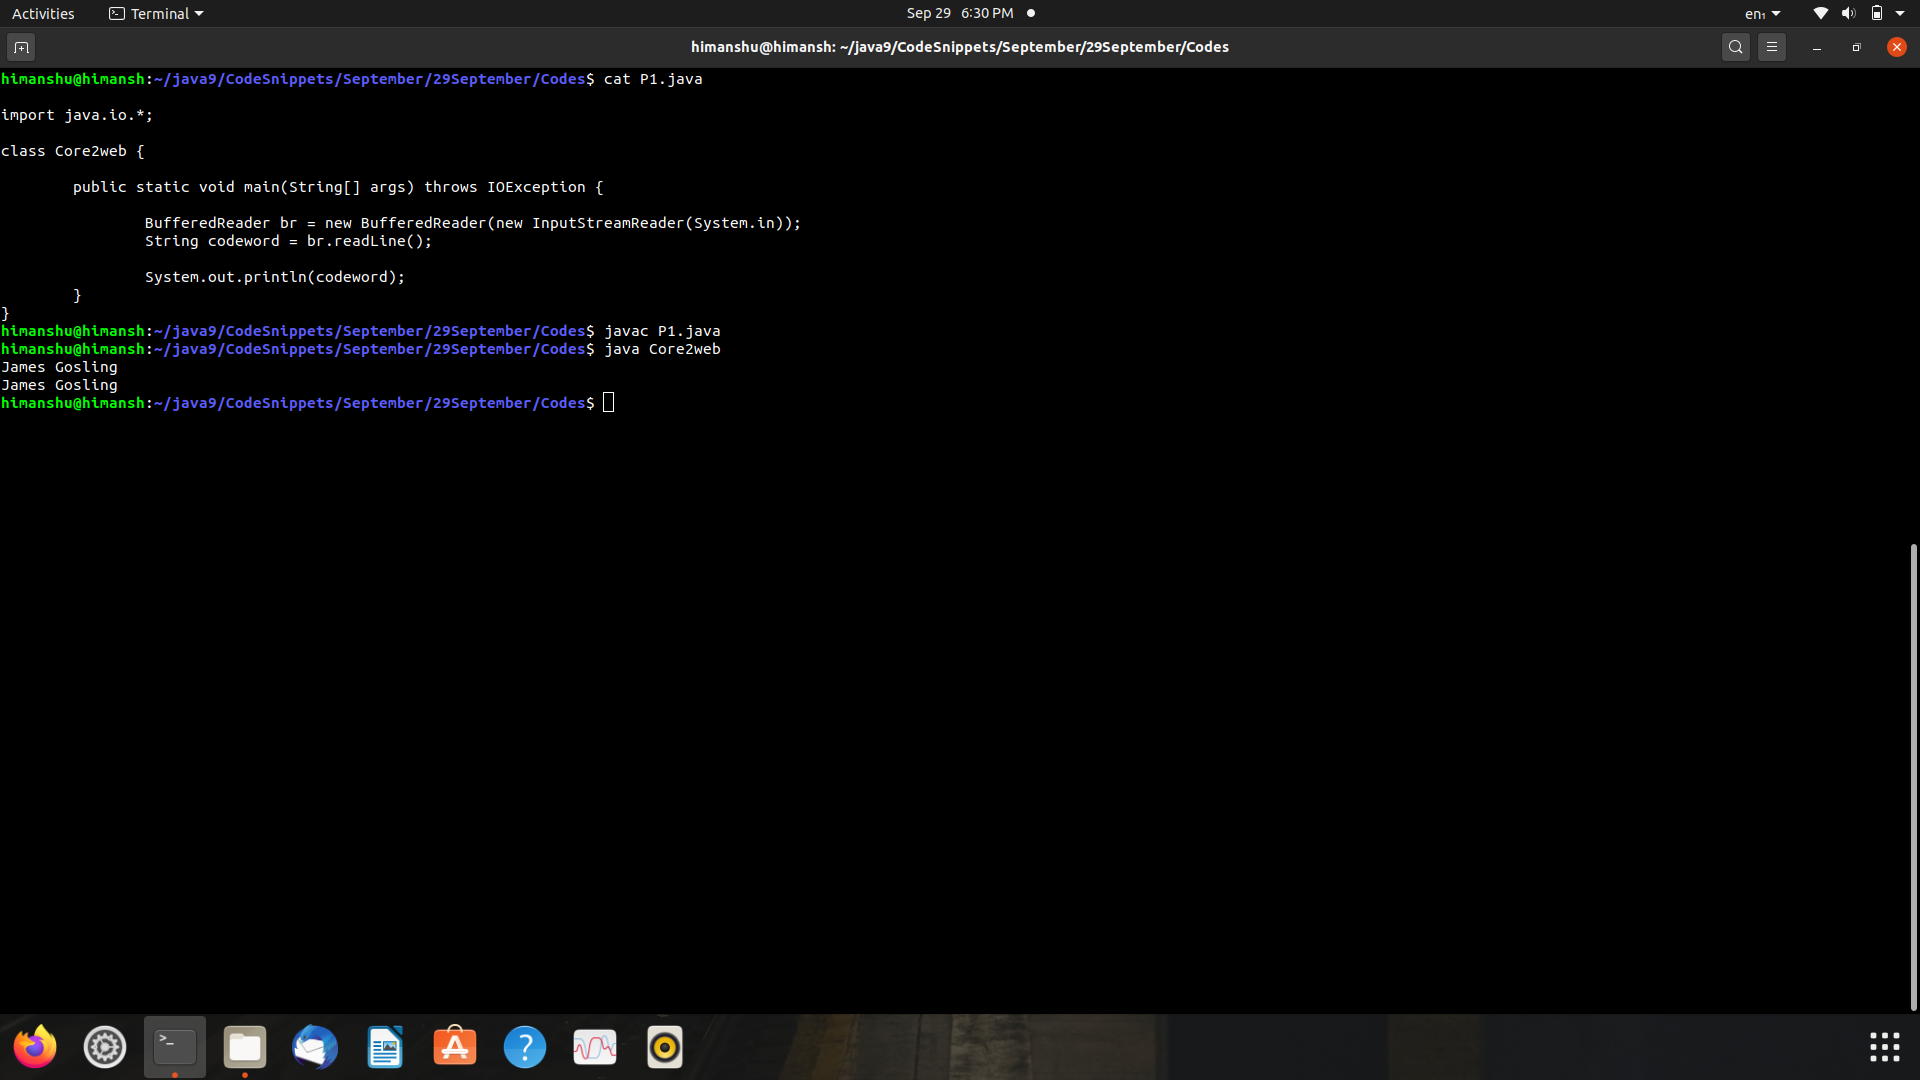 Activities Terminal Sep 29 6:30 PM en₁
himanshu@himansh: ~/java9/CodeSnippets/September/29September/Codes
himanshu@himansh:~/java9/CodeSnippets/September/29September/Codes$ cat P1.java
import java.io.*;
class Core2web {
public static void main(String[] args) throws IOException {
BufferedReader br = new BufferedReader(new InputStreamReader(System.in));
String codeword = br.readLine();
System.out.println(codeword);
}
}
himanshu@himansh:~/java9/CodeSnippets/September/29September/Codes$ javac P1.java
himanshu@himansh:~/java9/CodeSnippets/September/29September/Codes$ java Core2web
James Gosling
James Gosling
himanshu@himansh:~/java9/CodeSnippets/September/29September/Codes$